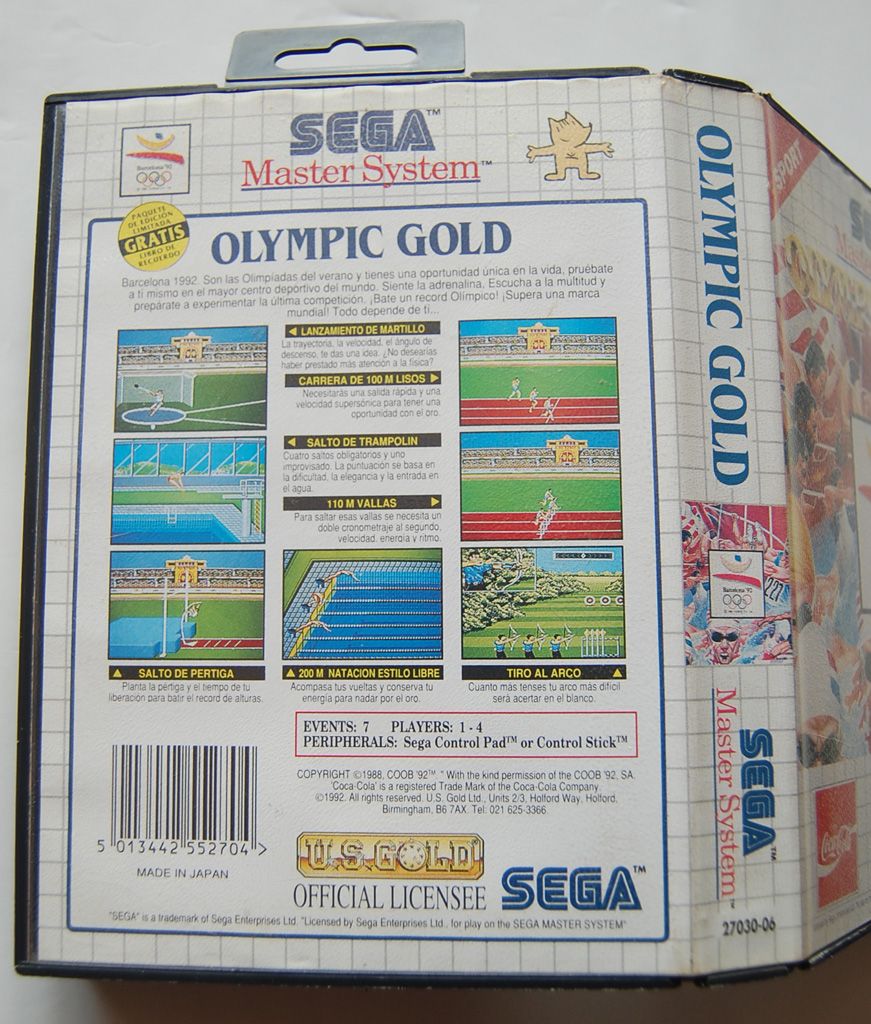 SEGA™
Master System™
Barcelona'92
PAQUETE
DE EDICIÓN
LIMITADA
GRATIS
LIBRO DE
RECUERDO
OLYMPIC GOLD
Barcelona 1992. Son las Olimpíadas del verano y tienes una oportunidad única en la vida, pruébate
a ti mismo en el mayor centro deportivo del mundo. Siente la adrenalina, Escucha a la multitud y
prepárate a experimentar la última competición. ¡Bate un record Olímpico! ¡Supera una marca
mundial! Todo depende de ti...
◄ LANZAMIENTO DE MARTILLO
La trayectoria, la velocidad, el ángulo de
descenso, te das una idea. ¿No desearías
haber prestado más atención a la física?
CARRERA DE 100 M LISOS ►
Necesitarás una salida rápida y una
velocidad supersónica para tener una
oportunidad con el oro.
◄ SALTO DE TRAMPOLIN
Cuatro saltos obligatorios y uno
improvisado. La puntuación se basa en
la dificultad, la elegancia y la entrada en
el agua.
110 M VALLAS ►
Para saltar esas vallas se necesita un
doble cronometraje al segundo,
velocidad, energía y ritmo.
▲ SALTO DE PERTIGA
Planta la pértiga y el tiempo de tu
liberación para batir el record de alturas.
▲ 200 M NATACION ESTILO LIBRE
Acompasa tus vueltas y conserva tu
energía para nadar por el oro.
TIRO AL ARCO ▲
Cuanto más tenses tu arco más difícil
será acertar en el blanco.
EVENTS: 7 PLAYERS: 1 - 4
PERIPHERALS: Sega Control Pad™ or Control Stick™
COPYRIGHT ©1988, COOB '92™. " With the kind permission of the COOB '92, SA.
'Coca-Cola' is a registered Trade Mark of the Coca-Cola Company.
©1992. All rights reserved. U.S. Gold Ltd., Units 2/3, Holford Way, Holford,
Birmingham, B6 7AX. Tel: 021 625-3366.
5 013442 552704 >
MADE IN JAPAN
U.S. GOLD
OFFICIAL LICENSEE
SEGA™
"SEGA" is a trademark of Sega Enterprises Ltd. "Licensed by Sega Enterprises Ltd., for play on the SEGA MASTER SYSTEM"
OLYMPIC GOLD
Barcelona'92
227
SEGA™
Master System™
27030-06
SPORT
Coca-Cola